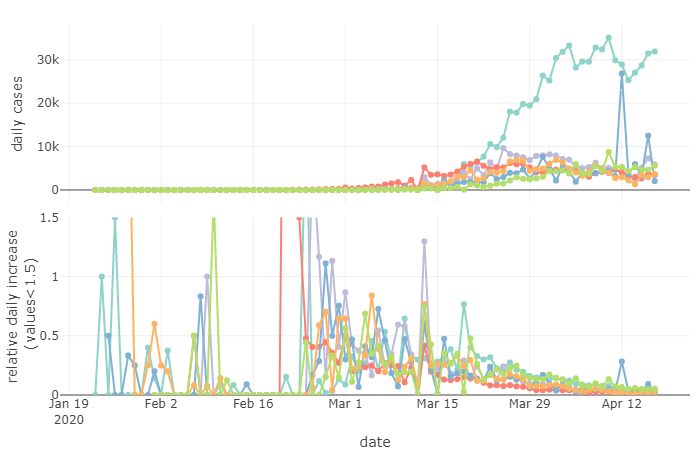 daily cases
30k
20k
10k
0
relative daily increase
(values<1.5)
1.5
1
0.5
0
Jan 19
2020
Feb 2
Feb 16
Mar 1
Mar 15
Mar 29
Apr 12
date